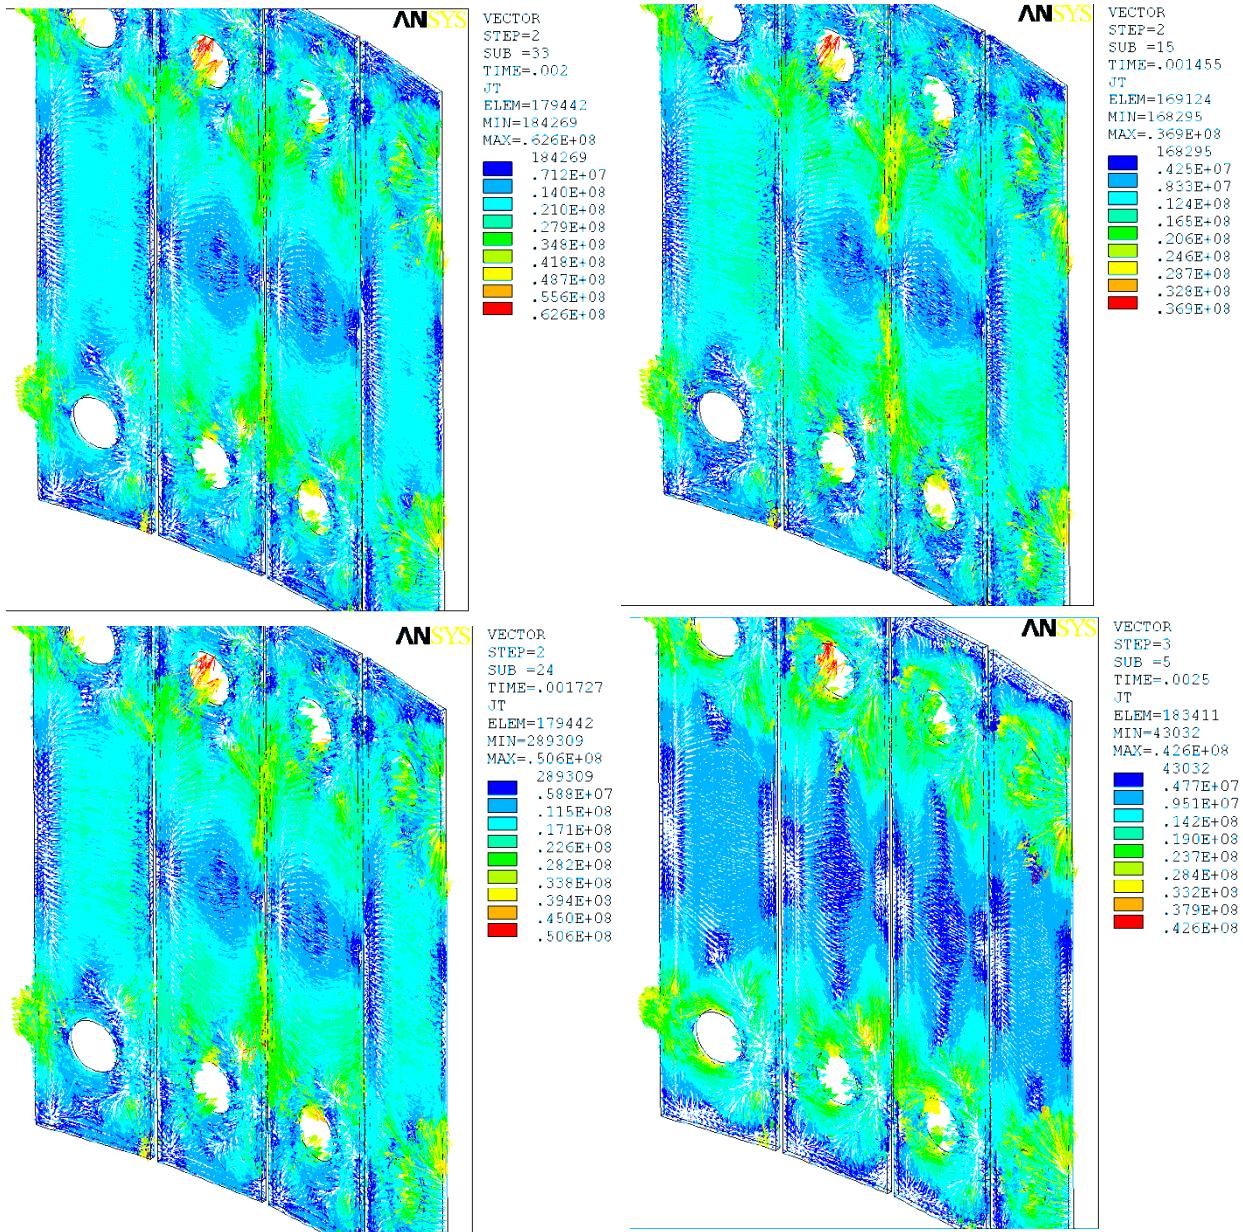 ANSYS
VECTOR
STEP=2
SUB =33
TIME=.002
JT
ELEM=179442
MIN=184269
MAX=.626E+08
184269
.712E+07
.140E+08
.210E+08
.279E+08
.348E+08
.418E+08
.487E+08
.556E+08
.626E+08
ANSYS
VECTOR
STEP=2
SUB =15
TIME=.001455
JT
ELEM=169124
MIN=168295
MAX=.369E+08
168295
.425E+07
.833E+07
.124E+08
.165E+08
.206E+08
.246E+08
.287E+08
.328E+08
.369E+08
ANSYS
VECTOR
STEP=2
SUB =24
TIME=.001727
JT
ELEM=179442
MIN=289309
MAX=.506E+08
289309
.588E+07
.115E+08
.171E+08
.226E+08
.282E+08
.338E+08
.394E+08
.450E+08
.506E+08
ANSYS
VECTOR
STEP=3
SUB =5
TIME=.0025
JT
ELEM=183411
MIN=43032
MAX=.426E+08
43032
.477E+07
.951E+07
.142E+08
.190E+08
.237E+08
.284E+08
.332E+08
.379E+08
.426E+08